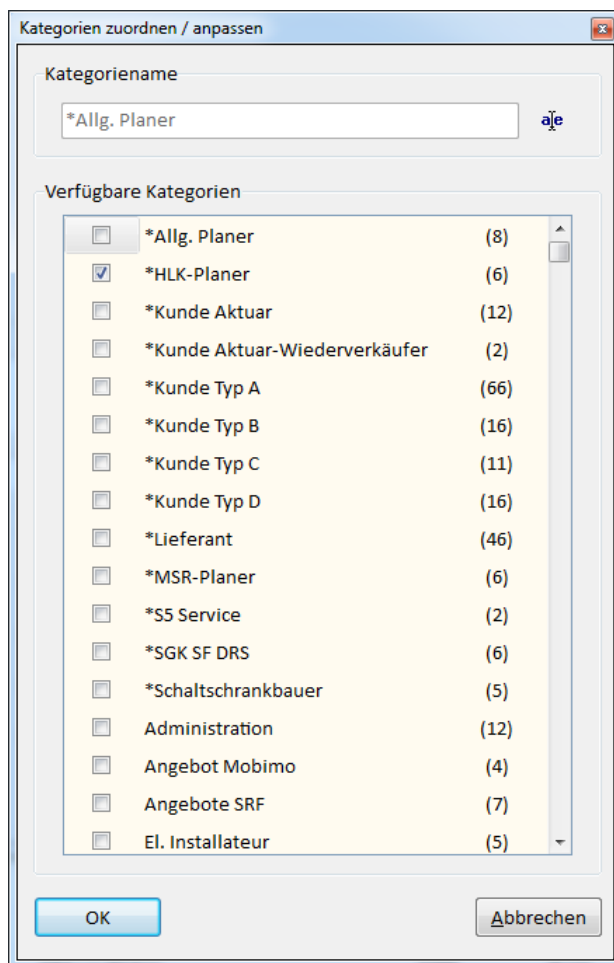 Kategorien zuordnen / anpassen
Kategoriename
*Allg. Planer
a e
Verfügbare Kategorien
*Allg. Planer (8)
*HLK-Planer (6)
*Kunde Aktuar (12)
*Kunde Aktuar-Wiederverkäufer (2)
*Kunde Typ A (66)
*Kunde Typ B (16)
*Kunde Typ C (11)
*Kunde Typ D (16)
*Lieferant (46)
*MSR-Planer (6)
*S5 Service (2)
*SGK SF DRS (6)
*Schaltschrankbauer (5)
Administration (12)
Angebot Mobimo (4)
Angebote SRF (7)
El. Installateur (5)
OK Abbrechen